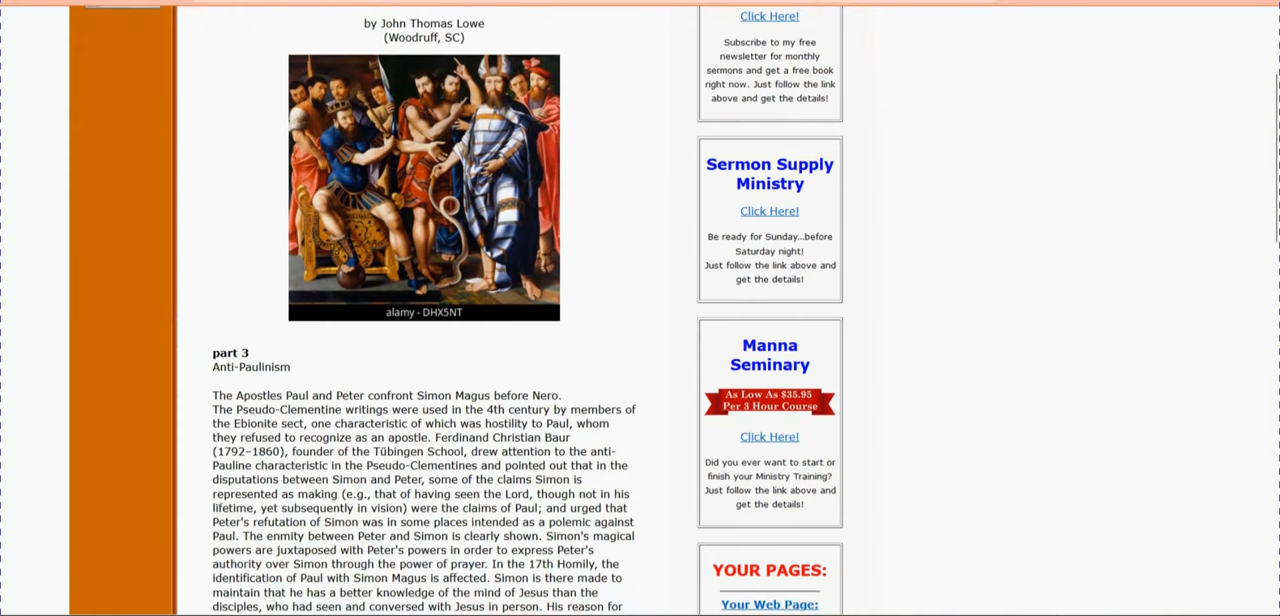 by John Thomas Lowe
(Woodruff, SC)
alamy - DHX5NT
part 3
Anti-Paulinism
The Apostles Paul and Peter confront Simon Magus before Nero.
The Pseudo-Clementine writings were used in the 4th century by members of
the Ebionite sect, one characteristic of which was hostility to Paul, whom
they refused to recognize as an apostle. Ferdinand Christian Baur
(1792–1860), founder of the Tübingen School, drew attention to the anti-
Pauline characteristic in the Pseudo-Clementines and pointed out that in the
disputations between Simon and Peter, some of the claims Simon is
represented as making (e.g., that of having seen the Lord, though not in his
lifetime, yet subsequently in vision) were the claims of Paul; and urged that
Peter's refutation of Simon was in some places intended as a polemic against
Paul. The enmity between Peter and Simon is clearly shown. Simon's magical
powers are juxtaposed with Peter's powers in order to express Peter's
authority over Simon through the power of prayer. In the 17th Homily, the
identification of Paul with Simon Magus is affected. Simon is there made to
maintain that he has a better knowledge of the mind of Jesus than the
disciples, who had seen and conversed with Jesus in person. His reason for
Click Here!
Subscribe to my free
newsletter for monthly
sermons and get a free book
right now. Just follow the link
above and get the details!
Sermon Supply
Ministry
Click Here!
Be ready for Sunday...before
Saturday night!
Just follow the link above and
get the details!
Manna
Seminary
As Low As $35.95
Per 3 Hour Course
Click Here!
Did you ever want to start or
finish your Ministry Training?
Just follow the link above and
get the details!
YOUR PAGES:
Your Web Page: